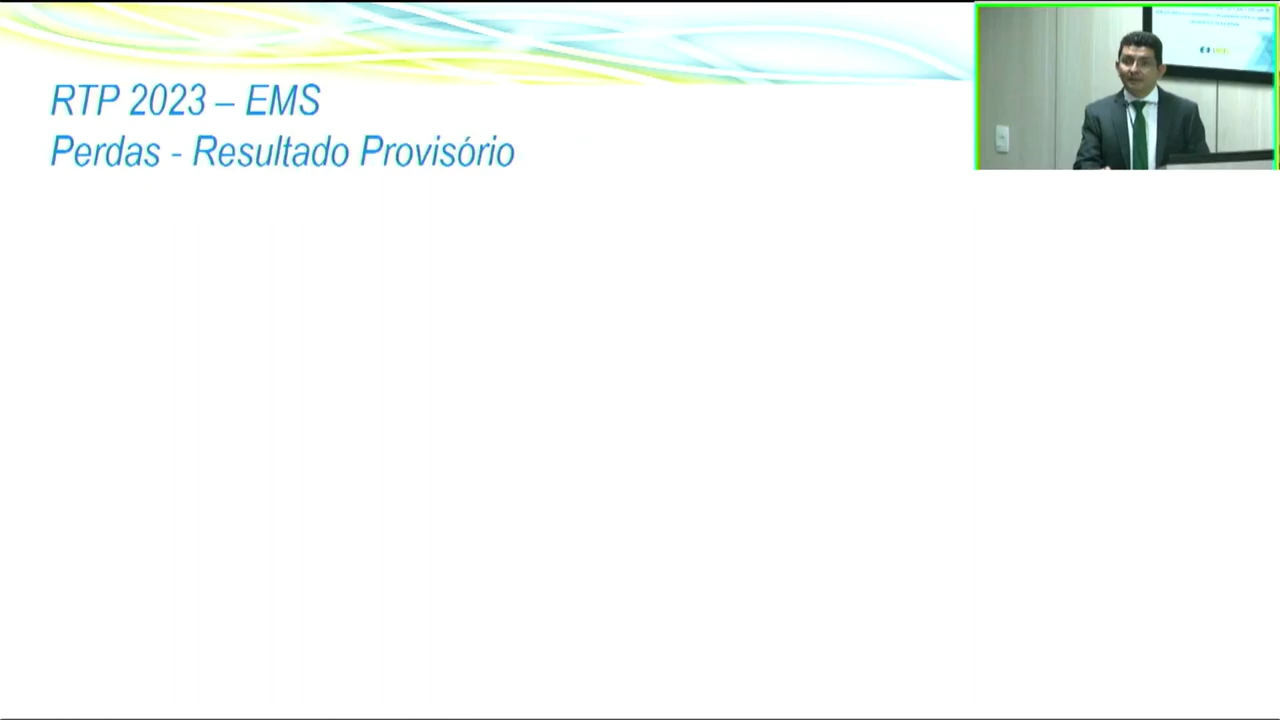 RTP 2023 – EMS
Perdas - Resultado Provisório